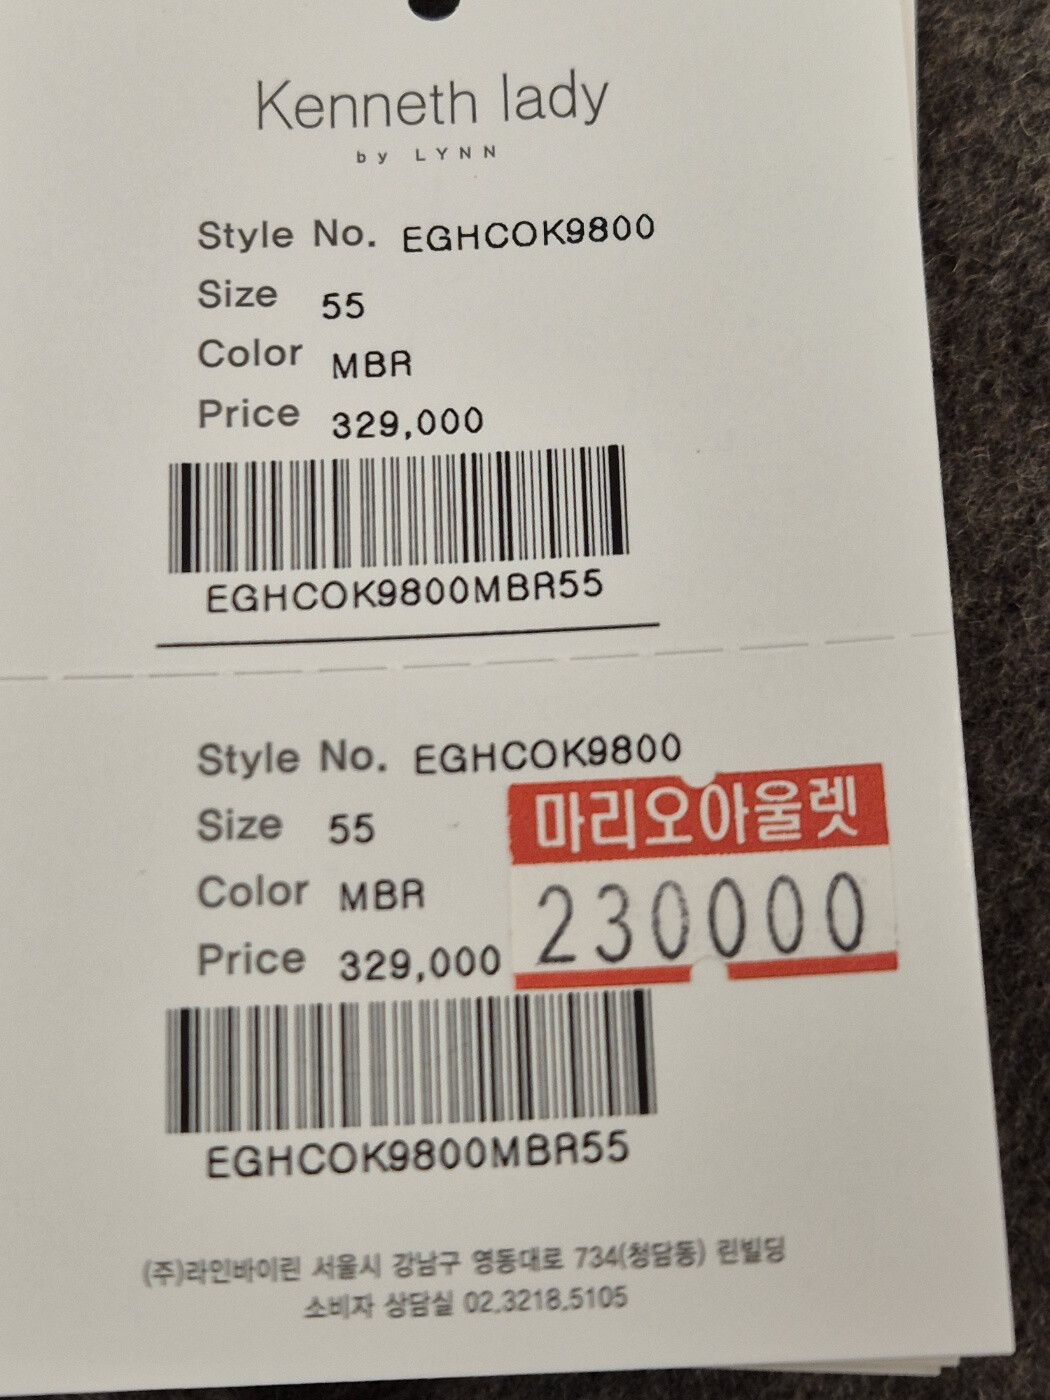 Kenneth lady
by LYNN
Style No. EGHCOK9800
Size 55
Color MBR
Price 329,000
EGHCOK9800MBR55
Style No. EGHCOK9800
Size 55
Color MBR
Price 329,000
마리오아울렛
230000
EGHCOK9800MBR55
(주)라인바이린 서울시 강남구 영동대로 734(청담동) 린빌딩
소비자 상담실 02.3218.5105